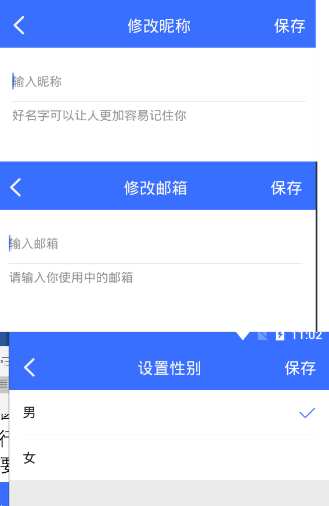 修改昵称 保存
输入昵称
好名字可以让人更加容易记住你
修改邮箱 保存
输入邮箱
请输入你使用中的邮箱
11:02
设置性别 保存
男
女
行
要